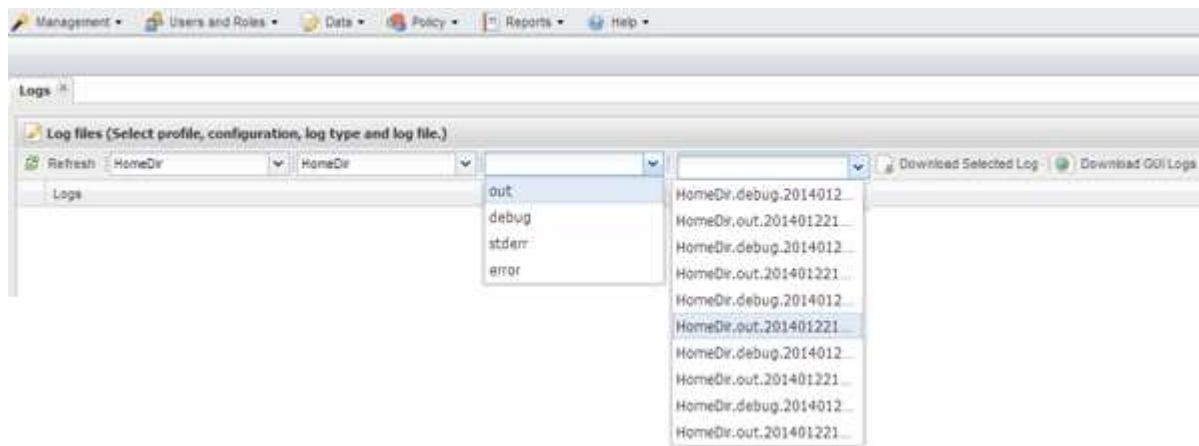 Management Users and Roles Data Policy Reports Help
Logs
Log files (Select profile, configuration, log type and log file.)
Refresh HomeDir HomeDir Download Selected Log Download GUI Logs
Logs
out
debug
stderr
error
HomeDir.debug.2014012...
HomeDir.out.201401221...
HomeDir.debug.2014012...
HomeDir.out.201401221...
HomeDir.debug.2014012...
HomeDir.out.201401221...
HomeDir.debug.2014012...
HomeDir.out.201401221...
HomeDir.debug.2014012...
HomeDir.out.201401221...